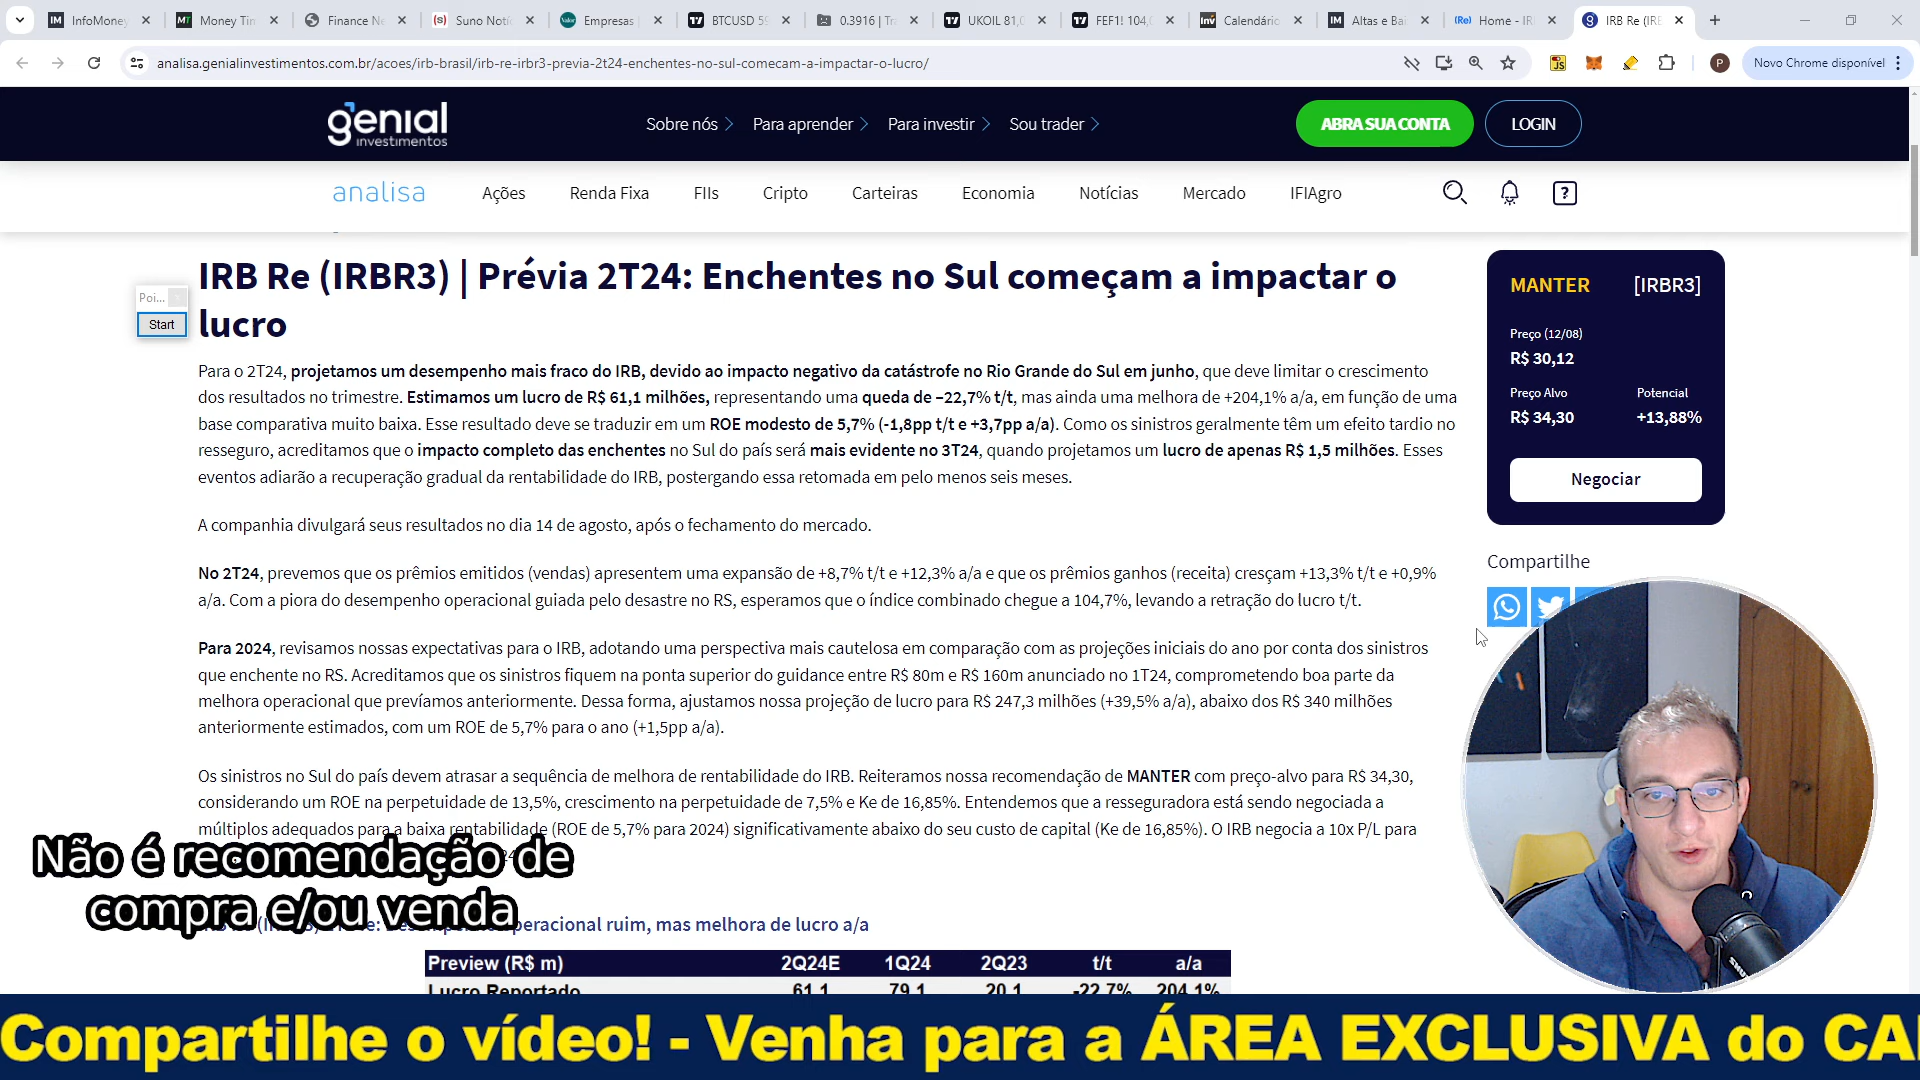 InfoMoney
Money Tim
Finance Ne
Suno Notíc
Empresas
BTCUSD 59
0.3916 | Tra
UKOIL 81,0
FEF1! 104,
Calendário
Altas e Bai
Home - IR
IRB Re (IRB
analisa.genialinvestimentos.com.br/acoes/irb-brasil/irb-re-irbr3-previa-2t24-enchentes-no-sul-comecam-a-impactar-o-lucro/
P
Novo Chrome disponível
genial
investimentos
Sobre nós
Para aprender
Para investir
Sou trader
ABRA SUA CONTA
LOGIN
analisa
Ações
Renda Fixa
FIIs
Cripto
Carteiras
Economia
Notícias
Mercado
IFIAgro
Poi...
Start
IRB Re (IRBR3) | Prévia 2T24: Enchentes no Sul começam a impactar o
lucro
Para o 2T24, projetamos um desempenho mais fraco do IRB, devido ao impacto negativo da catástrofe no Rio Grande do Sul em junho, que deve limitar o crescimento
dos resultados no trimestre. Estimamos um lucro de R$ 61,1 milhões, representando uma queda de –22,7% t/t, mas ainda uma melhora de +204,1% a/a, em função de uma
base comparativa muito baixa. Esse resultado deve se traduzir em um ROE modesto de 5,7% (-1,8pp t/t e +3,7pp a/a). Como os sinistros geralmente têm um efeito tardio no
resseguro, acreditamos que o impacto completo das enchentes no Sul do país será mais evidente no 3T24, quando projetamos um lucro de apenas R$ 1,5 milhões. Esses
eventos adiarão a recuperação gradual da rentabilidade do IRB, postergando essa retomada em pelo menos seis meses.
A companhia divulgará seus resultados no dia 14 de agosto, após o fechamento do mercado.
No 2T24, prevemos que os prêmios emitidos (vendas) apresentem uma expansão de +8,7% t/t e +12,3% a/a e que os prêmios ganhos (receita) cresçam +13,3% t/t e +0,9%
a/a. Com a piora do desempenho operacional guiada pelo desastre no RS, esperamos que o índice combinado chegue a 104,7%, levando a retração do lucro t/t.
Para 2024, revisamos nossas expectativas para o IRB, adotando uma perspectiva mais cautelosa em comparação com as projeções iniciais do ano por conta dos sinistros
que enchente no RS. Acreditamos que os sinistros fiquem na ponta superior do guidance entre R$ 80m e R$ 160m anunciado no 1T24, comprometendo boa parte da
melhora operacional que prevíamos anteriormente. Dessa forma, ajustamos nossa projeção de lucro para R$ 247,3 milhões (+39,5% a/a), abaixo dos R$ 340 milhões
anteriormente estimados, com um ROE de 5,7% para o ano (+1,5pp a/a).
Os sinistros no Sul do país devem atrasar a sequência de melhora de rentabilidade do IRB. Reiteramos nossa recomendação de MANTER com preço-alvo para R$ 34,30,
considerando um ROE na perpetuidade de 13,5%, crescimento na perpetuidade de 7,5% e Ke de 16,85%. Entendemos que a resseguradora está sendo negociada a
múltiplos adequados para a baixa rentabilidade (ROE de 5,7% para 2024) significativamente abaixo do seu custo de capital (Ke de 16,85%). O IRB negocia a 10x P/L para
Não é recomendação de
compra e/ou venda
operacional ruim, mas melhora de lucro a/a
Preview (R$ m) 2Q24E 1Q24 2Q23 t/t a/a
Lucro Reportado 61,1 79,1 20,1 -22,7% 204,1%
MANTER [IRBR3]
Preço (12/08)
R$ 30,12
Preço Alvo Potencial
R$ 34,30 +13,88%
Negociar
Compartilhe
Compartilhe o vídeo! - Venha para a ÁREA EXCLUSIVA do CA